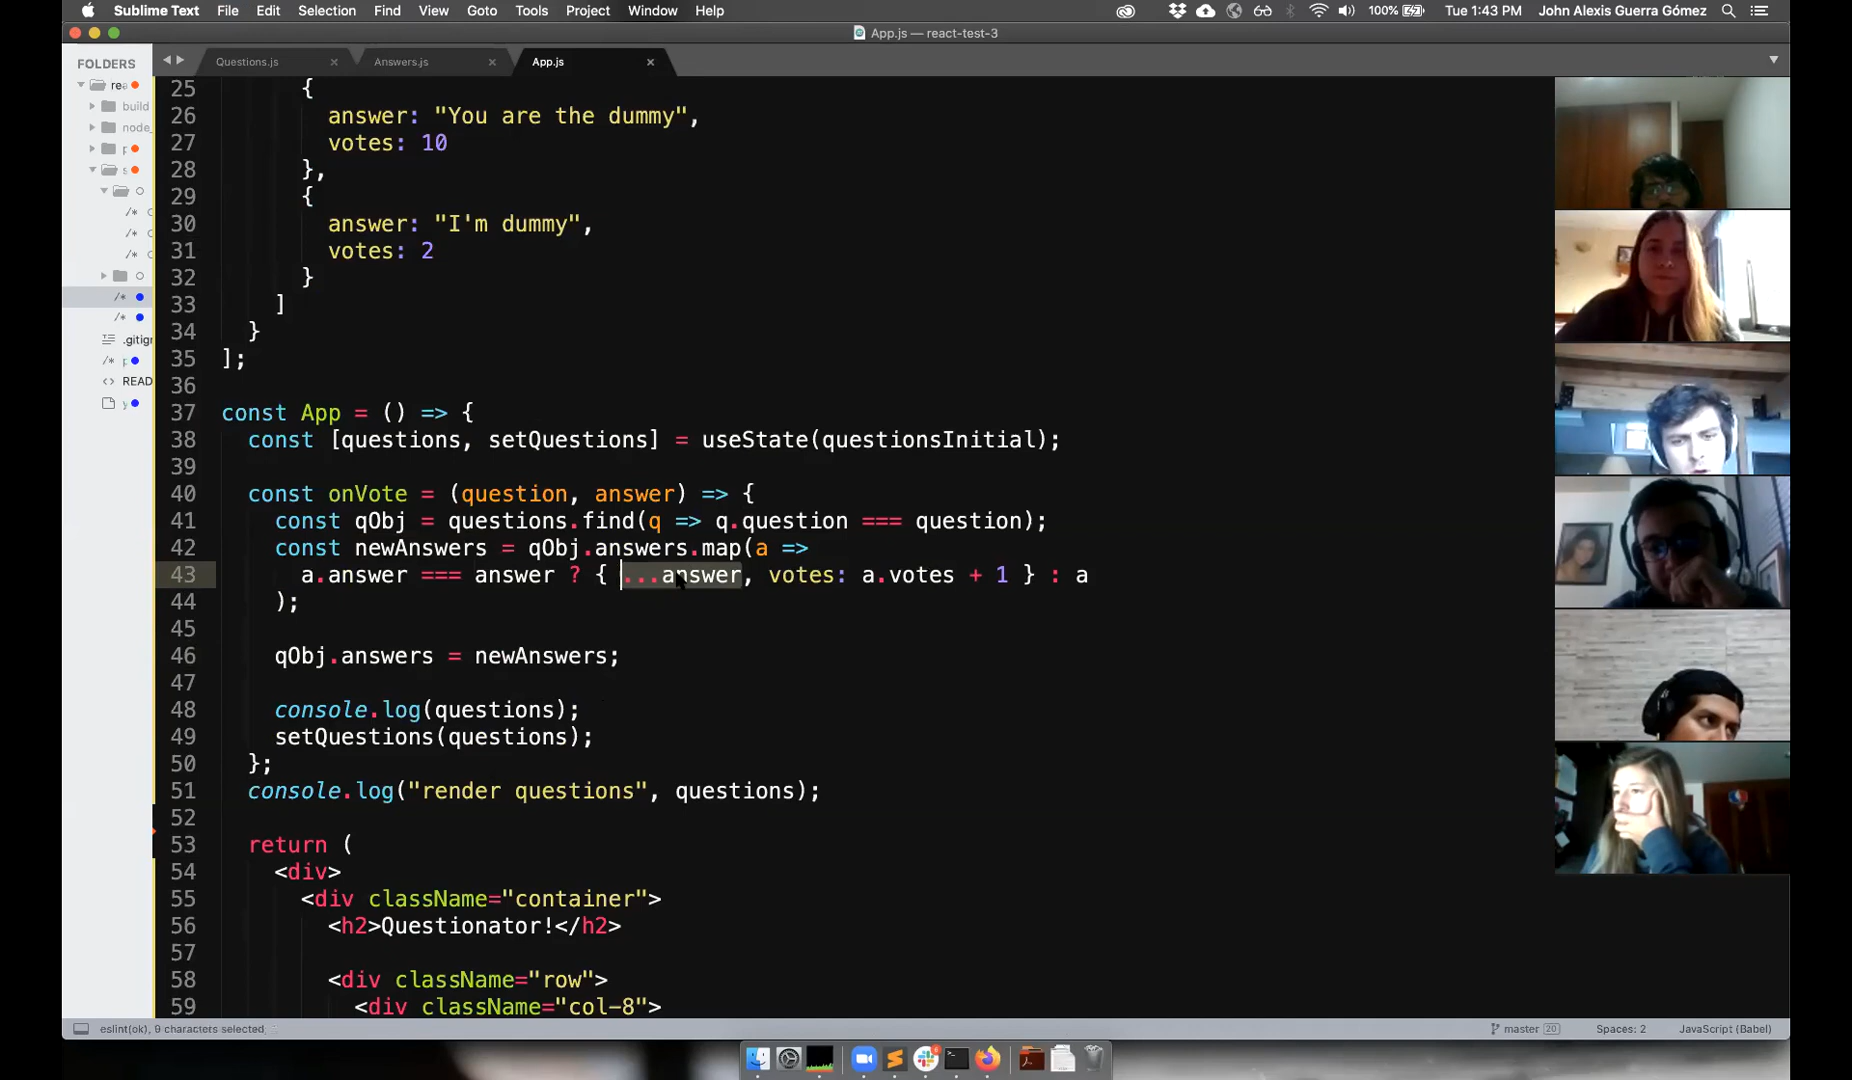 Sublime Text File Edit Selection Find View Goto Tools Project Window Help 100% Tue 1:43 PM John Alexis Guerra Gómez
App.js — react-test-3
FOLDERS
Questions.js
Answers.js
App.js
rea
build
node_
p
s
.gitigr
READ
25 {
26 answer: "You are the dummy",
27 votes: 10
28 },
29 {
30 answer: "I'm dummy",
31 votes: 2
32 }
33 ]
34 }
35 ];
36
37 const App = () => {
38 const [questions, setQuestions] = useState(questionsInitial);
39
40 const onVote = (question, answer) => {
41 const qObj = questions.find(q => q.question === question);
42 const newAnswers = qObj.answers.map(a =>
43 a.answer === answer ? { ...answer, votes: a.votes + 1 } : a
44 );
45
46 qObj.answers = newAnswers;
47
48 console.log(questions);
49 setQuestions(questions);
50 };
51 console.log("render questions", questions);
52
53 return (
54 <div>
55 <div className="container">
56 <h2>Questionator!</h2>
57
58 <div className="row">
59 <div className="col-8">
eslint(ok), 9 characters selected
master 20
Spaces: 2
JavaScript (Babel)